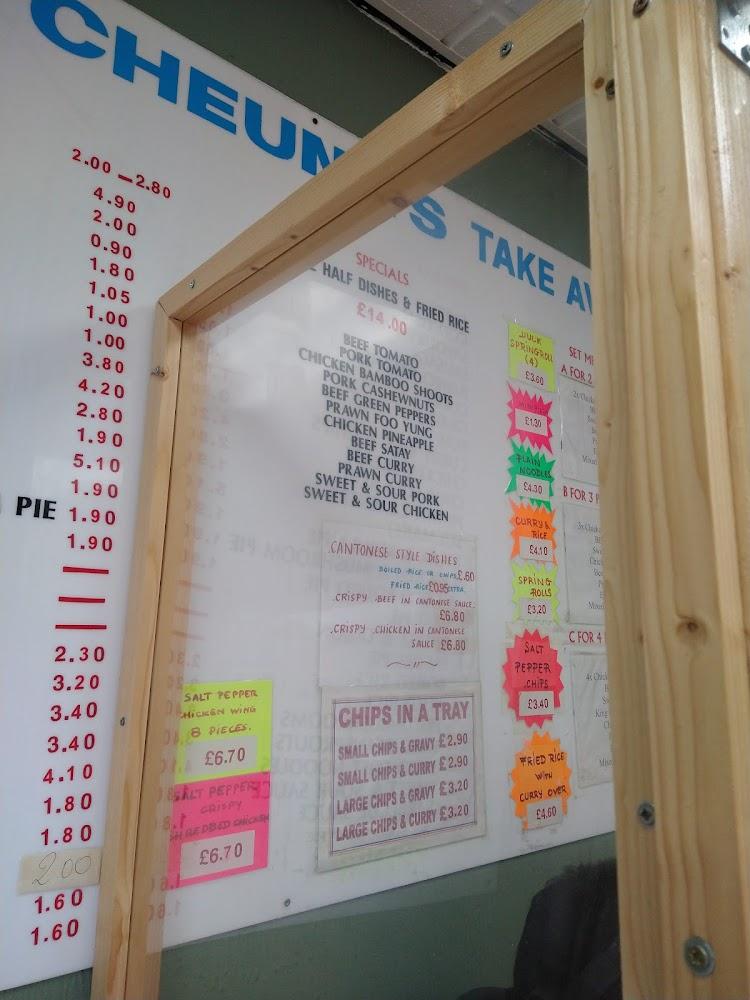 CHEUN
'S TAKE
2.00 – 2.80
4.90
2.00
0.90
1.80
1.05
1.00
1.00
3.80
4.20
2.80
1.90
5.10
1.90
PIE 1.90
1.90
2.30
3.20
3.40
3.40
4.10
1.80
1.80
2.00
1.60
1.60
SPECIALS
HALF DISHES & FRIED RICE
£14.00
BEEF TOMATO
PORK TOMATO
CHICKEN BAMBOO SHOOTS
PORK CASHEWNUTS
BEEF GREEN PEPPERS
PRAWN FOO YUNG
CHICKEN PINEAPPLE
BEEF SATAY
BEEF CURRY
PRAWN CURRY
SWEET & SOUR PORK
SWEET & SOUR CHICKEN
CANTONESE STYLE DISHES
BOILED RICE OR CHIPS £.60
FRIED RICE £0.95 EXTRA
CRISPY BEEF IN CANTONESE SAUCE
£6.80
CRISPY CHICKEN IN CANTONESE
SAUCE £6.80
SALT PEPPER
CHICKEN WING
8 PIECES.
£6.70
SALT PEPPER
CRISPY
SHREDDED CHICKEN
£6.70
CHIPS IN A TRAY
SMALL CHIPS & GRAVY £2.90
SMALL CHIPS & CURRY £2.90
LARGE CHIPS & GRAVY £3.20
LARGE CHIPS & CURRY £3.20
DUCK
SPRINGROLL
(4)
£3.60
£1.30
PLAIN
NOODLES
£4.30
CURRY &
RICE
£4.10
SPRING
ROLLS
£3.20
SALT
PEPPER
CHIPS
£3.40
FRIED RICE
WITH
CURRY OVER
£4.60
SET
A FOR 2
B FOR 3
C FOR 4